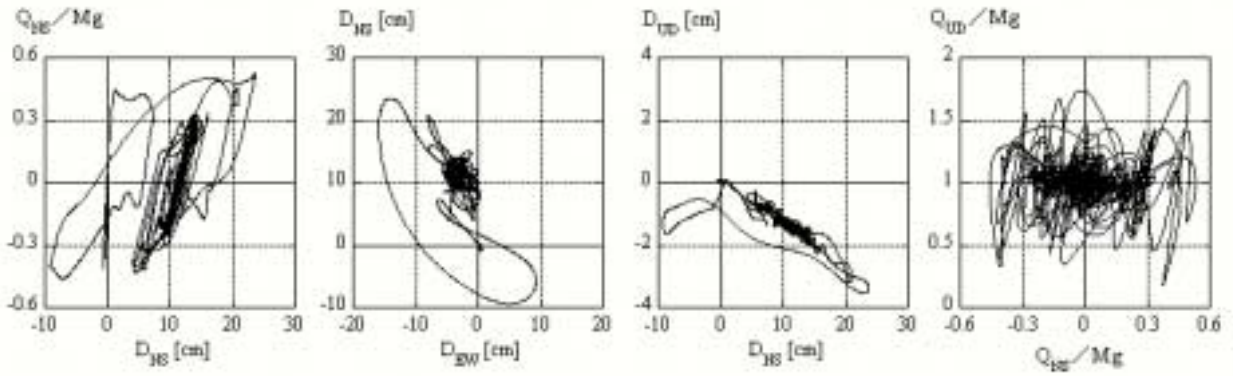 Q_NS/Mg
0.6
0.3
0
-0.3
-0.6
-10 0 10 20 30
D_NS [cm]
D_NS [cm]
30
20
10
0
-10
-20 -10 0 10 20
D_EW [cm]
D_UD [cm]
4
2
0
-2
-4
-10 0 10 20 30
D_NS [cm]
Q_UD/Mg
2
1.5
1
0.5
0
-0.6 -0.3 0 0.3 0.6
Q_NS/Mg